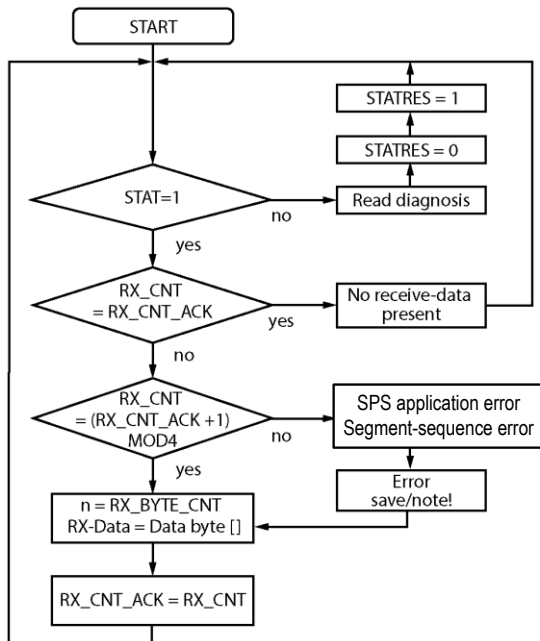 START
STATRES = 1
STATRES = 0
STAT=1
no
Read diagnosis
yes
RX_CNT
= RX_CNT_ACK
yes
No receive-data
present
no
RX_CNT
= (RX_CNT_ACK +1)
MOD4
no
SPS application error
Segment-sequence error
yes
Error
save/note!
n = RX_BYTE_CNT
RX-Data = Data byte []
RX_CNT_ACK = RX_CNT